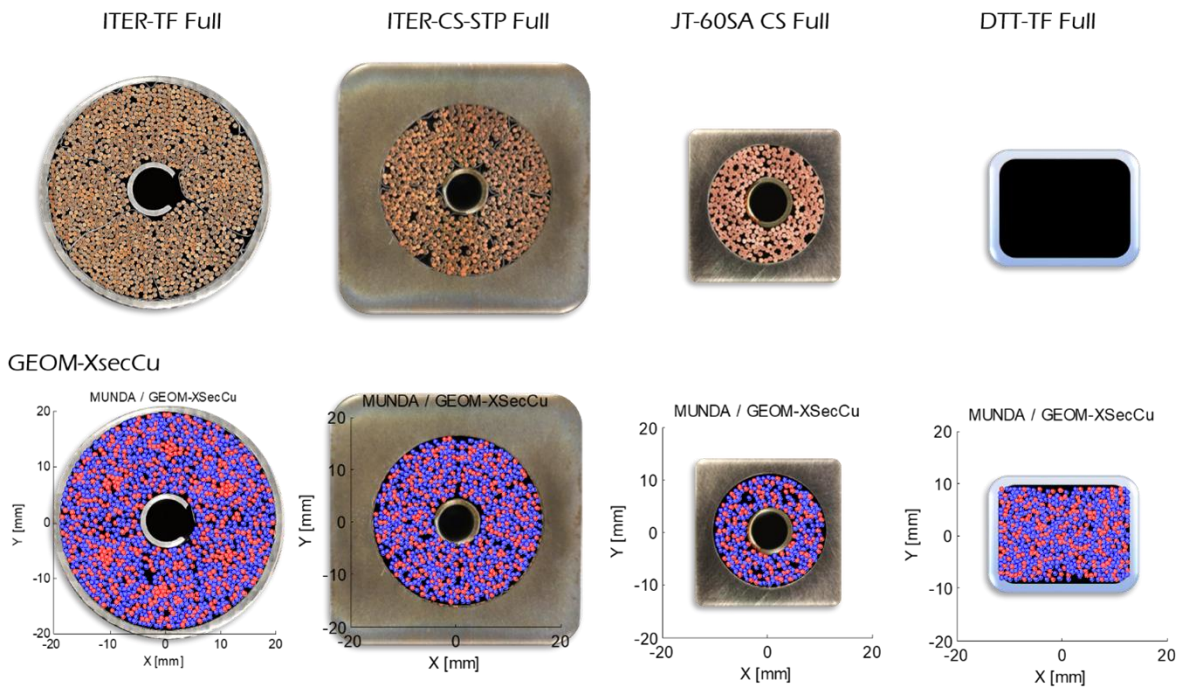 ITER-TF Full
ITER-CS-STP Full
JT-60SA CS Full
DTT-TF Full
GEOM-XsecCu
MUNDA / GEOM-XSecCu
20
10
0
-10
-20
Y [mm]
-20 -10 0 10 20
X [mm]
MUNDA / GEOM-XSecCu
20
10
0
-10
-20
Y [mm]
-20 0 20
X [mm]
MUNDA / GEOM-XSecCu
20
10
0
-10
-20
Y [mm]
-20 0 20
X [mm]
MUNDA / GEOM-XSecCu
20
10
0
-10
-20
Y [mm]
-20 0 20
X [mm]